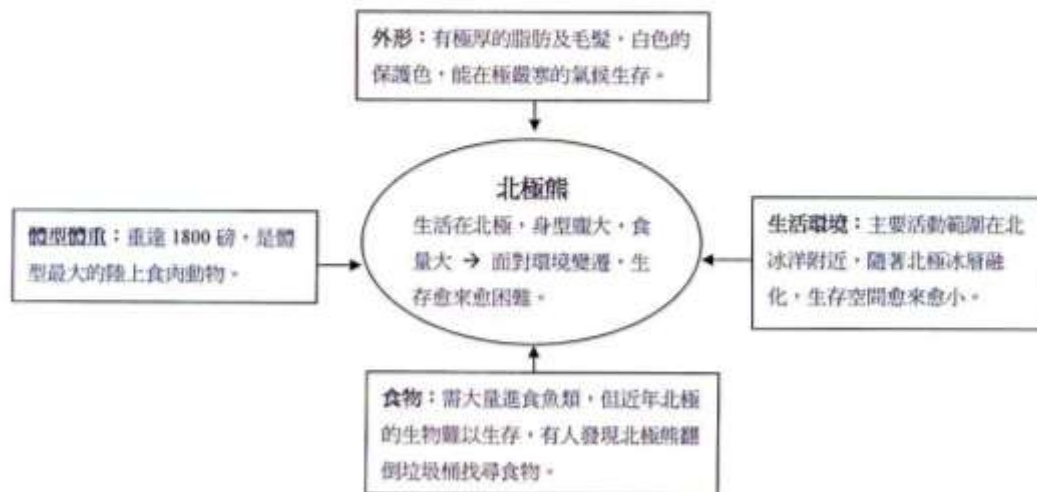 外形：有極厚的脂肪及毛髮，白色的
保護色，能在極嚴寒的氣候生存。
北極熊
生活在北極，身型龐大，食
量大 → 面對環境變遷，生
存愈來愈困難。
體型體重：重達 1800 磅，是體
型最大的陸上食肉動物。
生活環境：主要活動範圍在北
冰洋附近，隨著北極冰層融
化，生存空間愈來愈小。
食物：需大量進食魚類，但近年北極
的生物難以生存，有人發現北極熊翻
倒垃圾桶找尋食物。